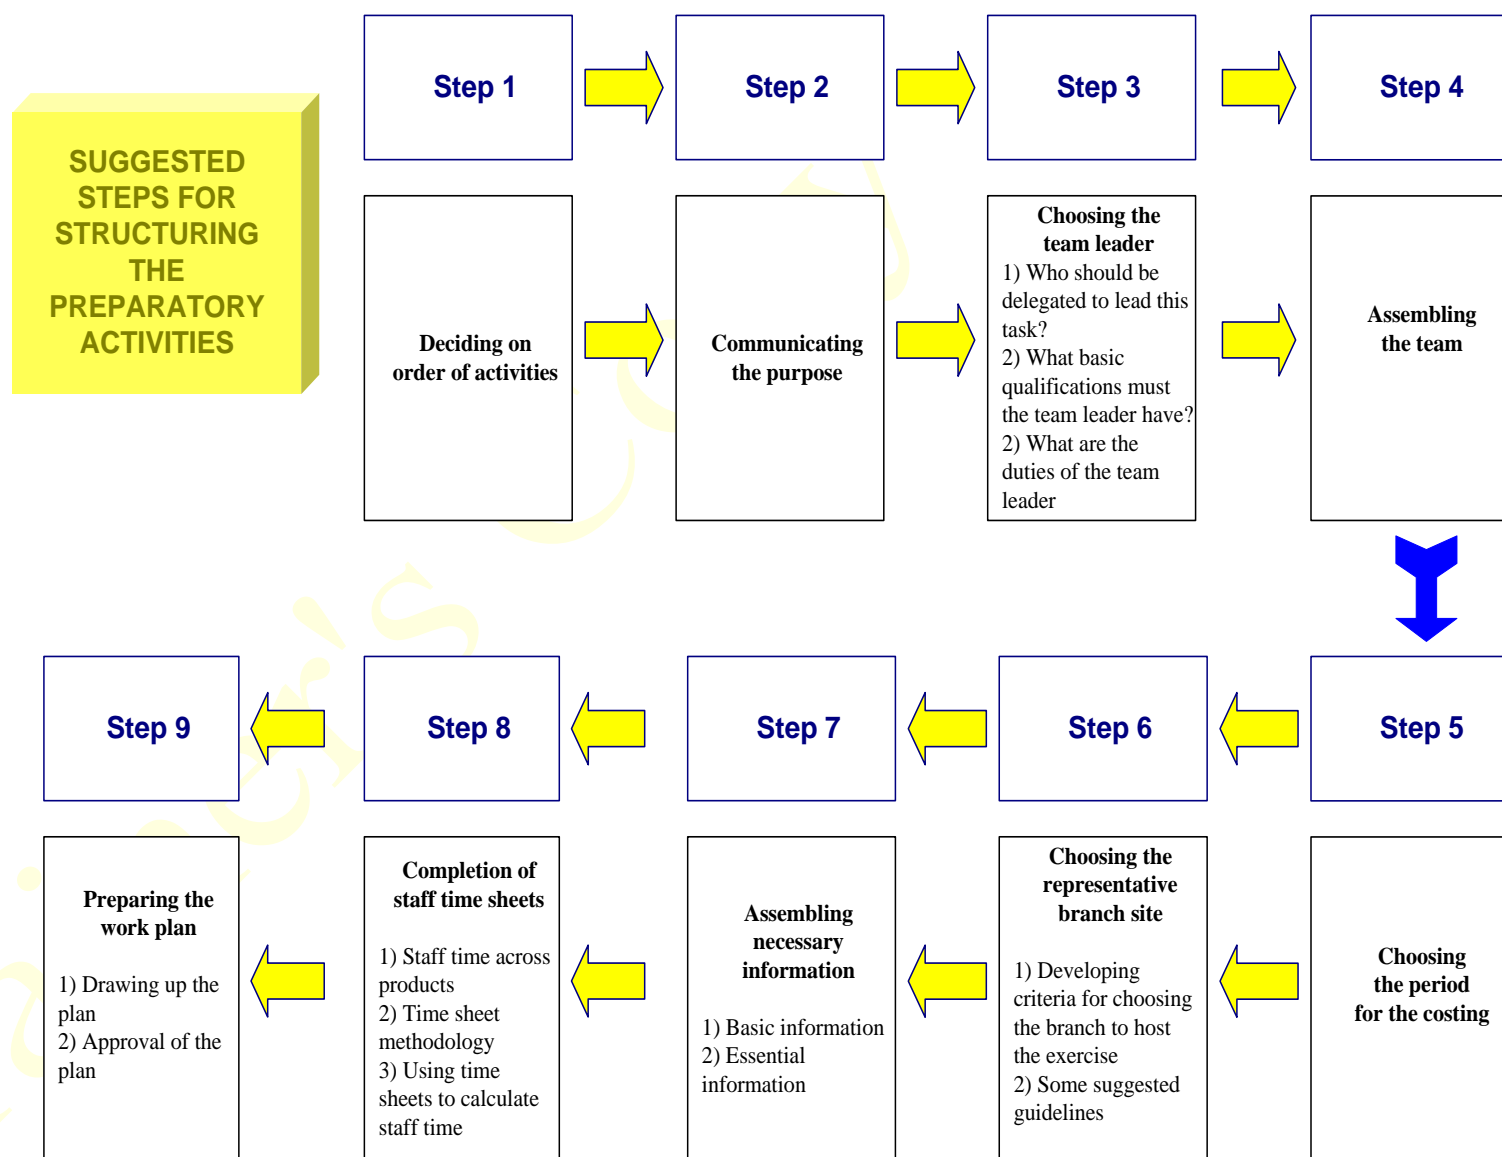 SUGGESTED
STEPS FOR
STRUCTURING
THE
PREPARATORY
ACTIVITIES
Step 1
Step 2
Step 3
Step 4
Deciding on
order of activities
Communicating
the purpose
Choosing the
team leader
1) Who should be
delegated to lead this
task?
2) What basic
qualifications must
the team leader have?
2) What are the
duties of the team
leader
Assembling
the team
Step 9
Step 8
Step 7
Step 6
Step 5
Preparing the
work plan
1) Drawing up the
plan
2) Approval of the
plan
Completion of
staff time sheets
1) Staff time across
products
2) Time sheet
methodology
3) Using time
sheets to calculate
staff time
Assembling
necessary
information
1) Basic information
2) Essential
information
Choosing the
representative
branch site
1) Developing
criteria for choosing
the branch to host
the exercise
2) Some suggested
guidelines
Choosing
the period
for the costing